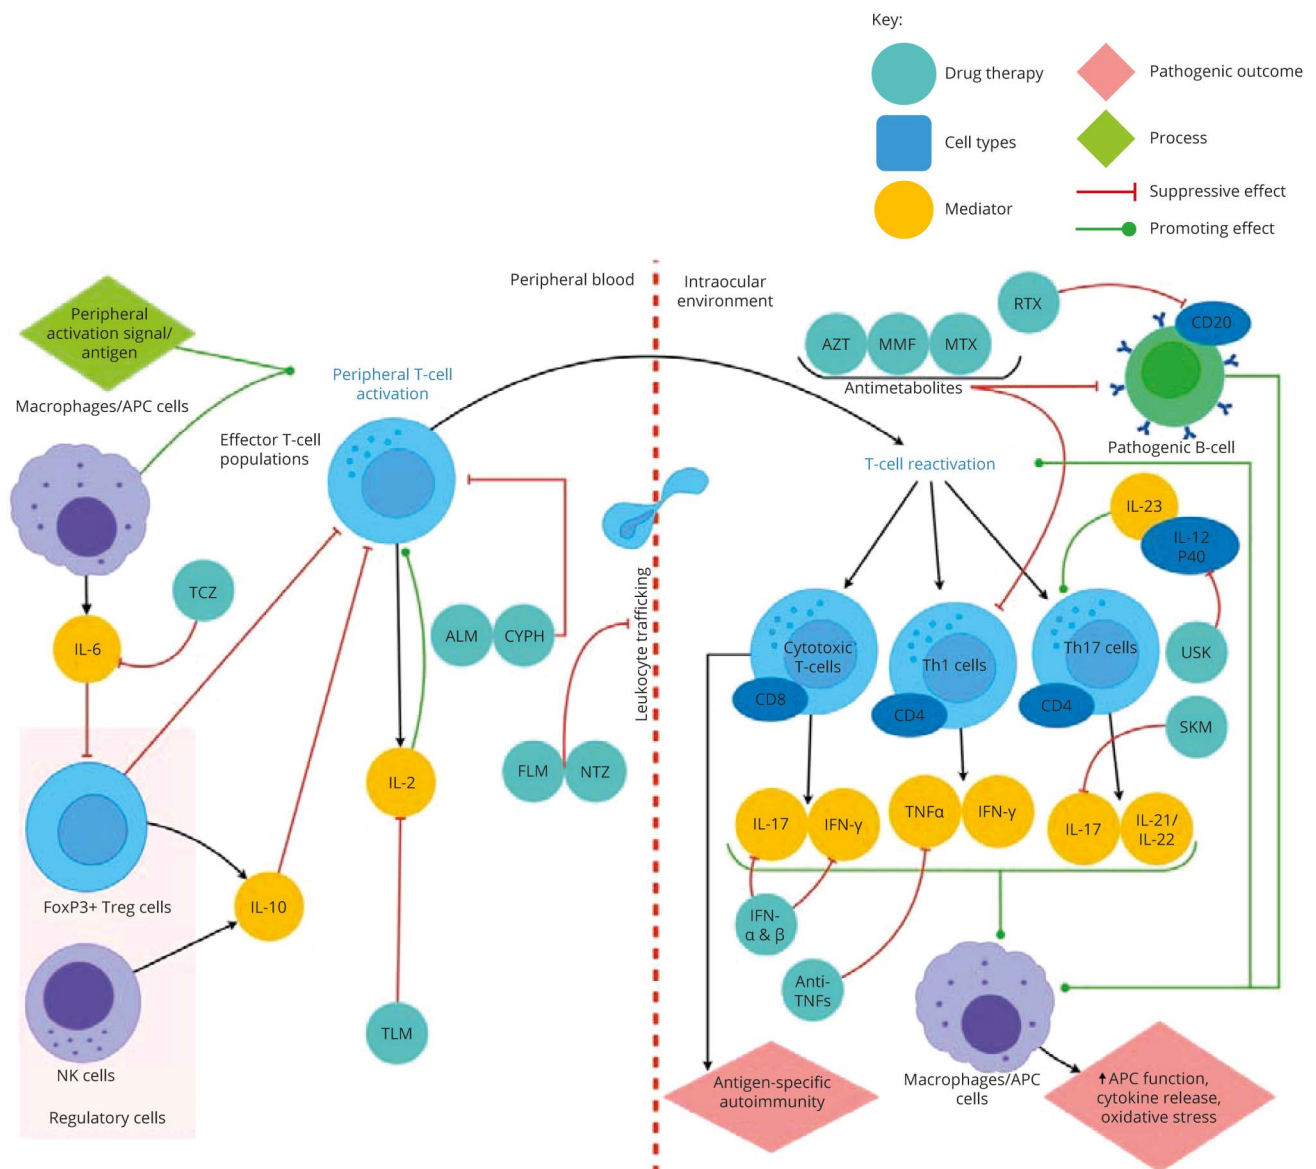 Key:
Drug therapy
Pathogenic outcome
Cell types
Process
Mediator
Suppressive effect
Promoting effect
Peripheral blood
Intraocular
environment
Peripheral
activation signal/
antigen
Macrophages/APC cells
Peripheral T-cell
activation
Effector T-cell
populations
RTX
AZT
MMF
MTX
Antimetabolites
CD20
Pathogenic B-cell
T-cell reactivation
IL-23
IL-12
P40
TCZ
IL-6
ALM
CYPH
Leukocyte trafficking
Cytotoxic
T-cells
CD8
Th1 cells
CD4
Th17 cells
CD4
USK
SKM
FLM
NTZ
IL-2
IL-17
IFN-γ
TNFα
IFN-γ
IL-17
IL-21/
IL-22
FoxP3+ Treg cells
IL-10
IFN-
α & β
Anti-
TNFs
TLM
NK cells
Regulatory cells
Antigen-specific
autoimmunity
Macrophages/APC
cells
⬆APC function,
cytokine release,
oxidative stress